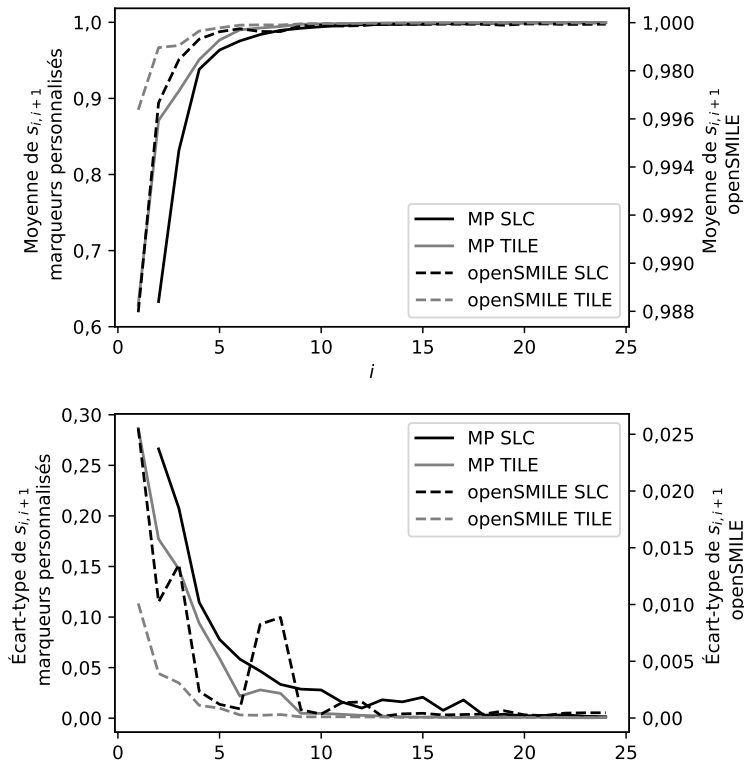 1,0
0,9
0,8
0,7
0,6
Moyenne de s_{i,i+1}
marqueurs personnalisés
1,000
0,980
0,996
0,994
0.992
0,990
0,988
Moyenne de s_{i,i+1}
openSMILE
MP SLC
MP TILE
openSMILE SLC
openSMILE TILE
0 5 10 15 20 25
i
0,30
0,25
0,20
0,15
0,10
0,05
0,00
Écart-type de s_{i,i+1}
marqueurs personnalisés
0,025
0,020
0,015
0,010
0,005
0,000
Écart-type de s_{i,i+1}
openSMILE
MP SLC
MP TILE
openSMILE SLC
openSMILE TILE
0 5 10 15 20 25